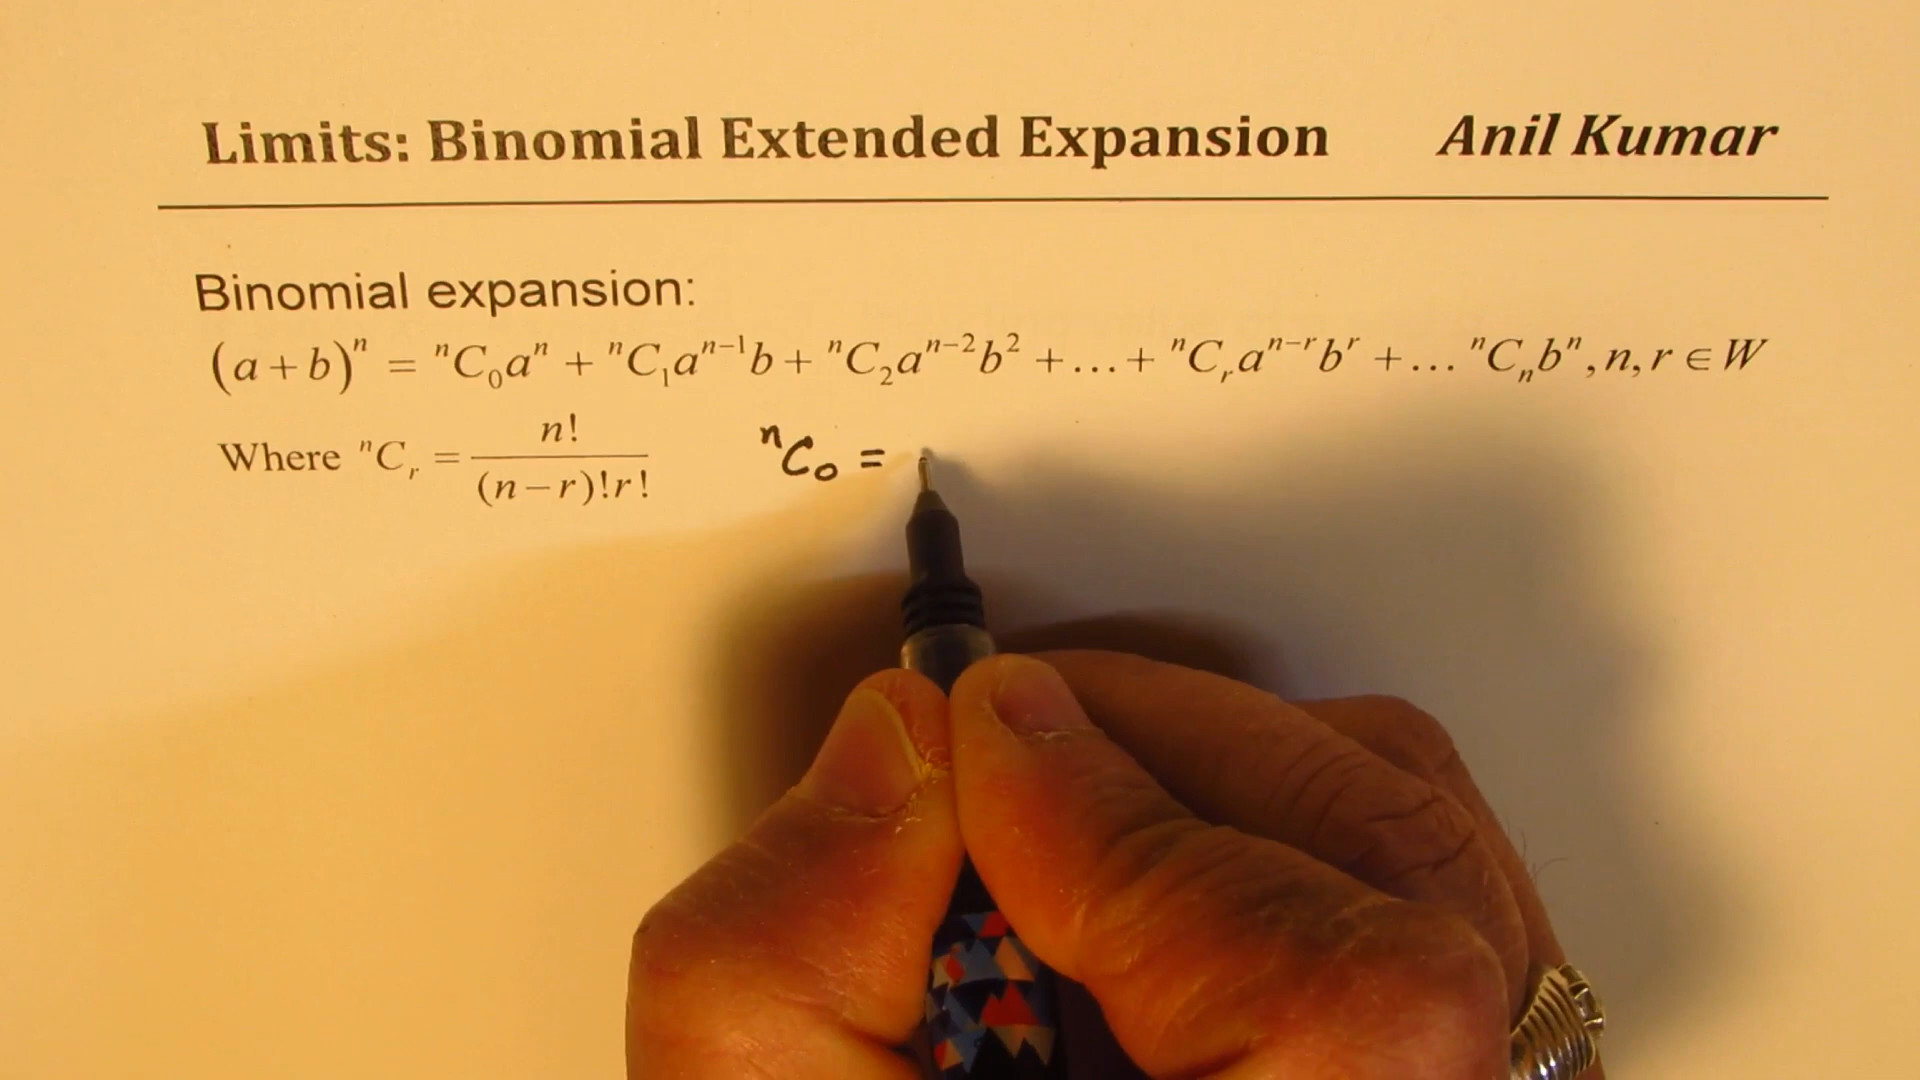 Limits: Binomial Extended Expansion Anil Kumar
Binomial expansion:
(a+b)ⁿ = ⁿC₀aⁿ + ⁿC₁aⁿ⁻¹b + ⁿC₂aⁿ⁻²b² + ... + ⁿCᵣaⁿ⁻ʳbʳ + ... ⁿCₙbⁿ, n, r ∈ W
Where ⁿCᵣ = n! / (n−r)!r! ⁿC₀ =